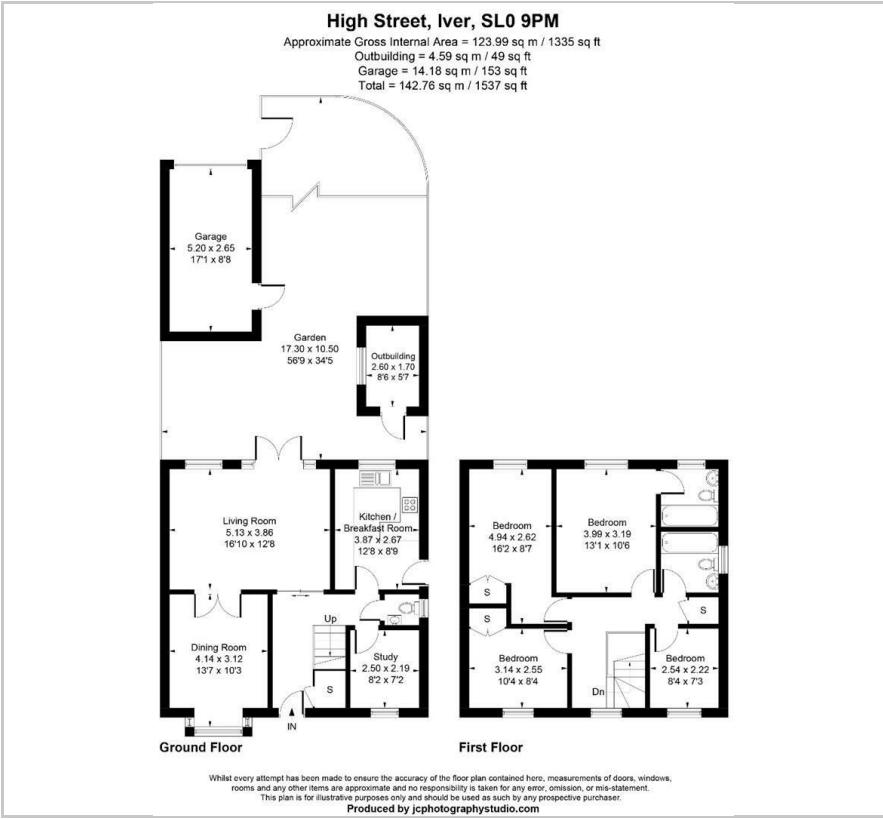 High Street, Iver, SL0 9PM
Approximate Gross Internal Area = 123.99 sq m / 1335 sq ft
Outbuilding = 4.59 sq m / 49 sq ft
Garage = 14.18 sq m / 153 sq ft
Total = 142.76 sq m / 1537 sq ft
Garage
5.20 x 2.65
17'1 x 8'8
Garden
17.30 x 10.50
56'9 x 34'5
Outbuilding
2.60 x 1.70
8'6 x 5'7
Living Room
5.13 x 3.86
16'10 x 12'8
Kitchen /
Breakfast Room
3.87 x 2.67
12'8 x 8'9
Dining Room
4.14 x 3.12
13'7 x 10'3
Up
Study
2.50 x 2.19
8'2 x 7'2
S
IN
Ground Floor
Bedroom
4.94 x 2.62
16'2 x 8'7
Bedroom
3.99 x 3.19
13'1 x 10'6
S
S
S
Bedroom
3.14 x 2.55
10'4 x 8'4
Dn
Bedroom
2.54 x 2.22
8'4 x 7'3
First Floor
Whilst every attempt has been made to ensure the accuracy of the floor plan contained here, measurements of doors, windows,
rooms and any other items are approximate and no responsibility is taken for any error, omission, or mis-statement.
This plan is for illustrative purposes only and should be used as such by any prospective purchaser.
Produced by jcphotographystudio.com